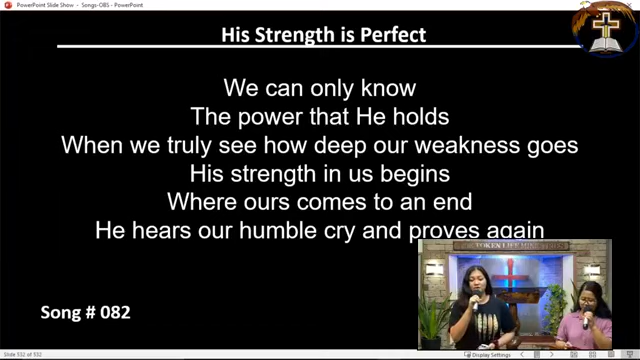 PowerPoint Slide Show - Songs-OBS - PowerPoint
His Strength is Perfect
We can only know
The power that He holds
When we truly see how deep our weakness goes
His strength in us begins
Where ours comes to an end
He hears our humble cry and proves again
TOKEN LIFE
Song # 082
Slide 532 of 532
Display Settings